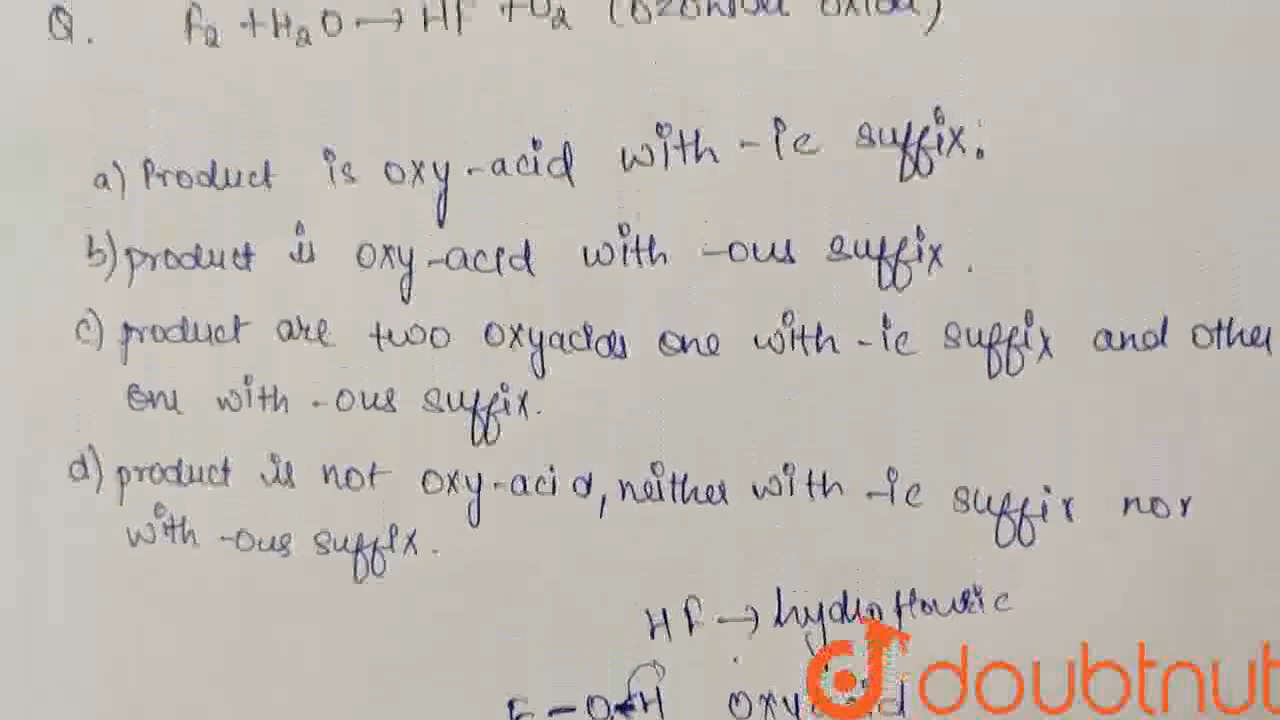 Q. F2 + H2O → HF + O2
a) Product is oxy-acid with -ic suffix.
b) product is oxy-acid with -ous suffix.
c) product are two oxyacids one with -ic suffix and other
one with -ous suffix.
d) product is not oxy-acid, neither with -ic suffix nor
with -ous suffix.
HF → hydroflouric
F-O-H oxyacid
doubtnut